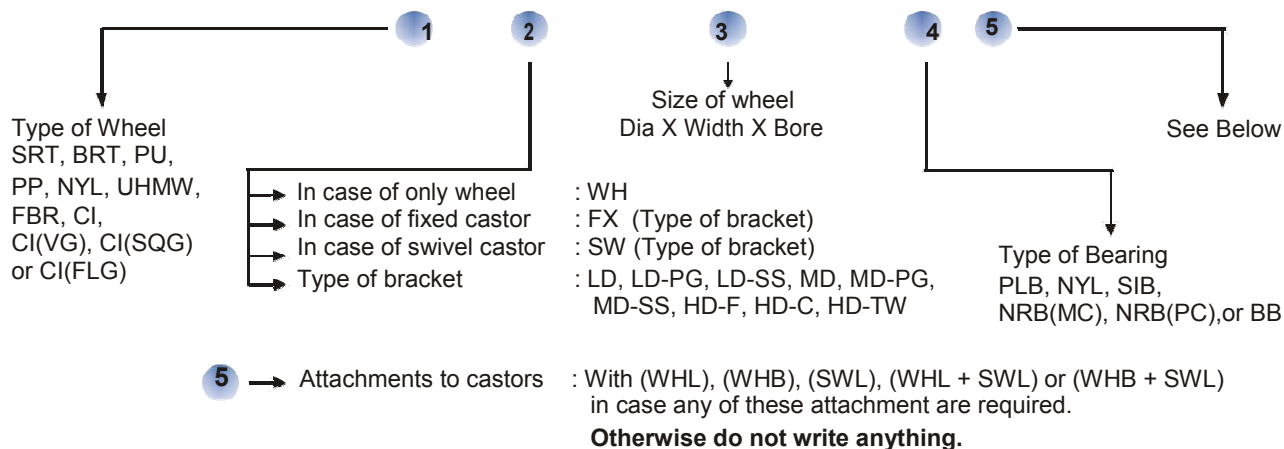 1 2 3 4 5
Type of Wheel
SRT, BRT, PU,
PP, NYL, UHMW,
FBR, CI,
CI(VG), CI(SQG)
or CI(FLG)
In case of only wheel : WH
In case of fixed castor : FX (Type of bracket)
In case of swivel castor : SW (Type of bracket)
Type of bracket : LD, LD-PG, LD-SS, MD, MD-PG,
MD-SS, HD-F, HD-C, HD-TW
Size of wheel
Dia X Width X Bore
Type of Bearing
PLB, NYL, SIB,
NRB(MC), NRB(PC),or BB
See Below
5 Attachments to castors : With (WHL), (WHB), (SWL), (WHL + SWL) or (WHB + SWL)
in case any of these attachment are required.
Otherwise do not write anything.